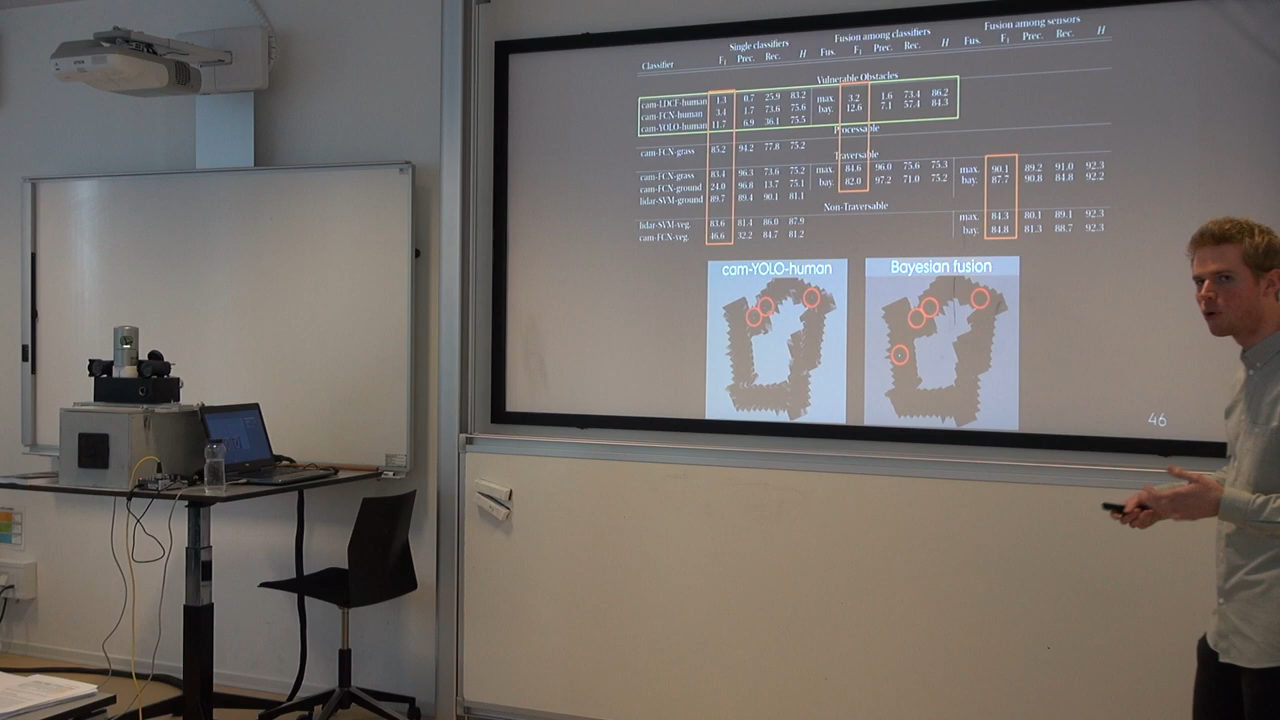 Single classifiers Fusion among classifiers Fusion among sensors
Classifier F1 Prec. Rec. H Fus. F1 Prec. Rec. H Fus. F1 Prec. Rec. H
Vulnerable Obstacles
cam-LDCF-human 1.3 0.7 25.9 83.2 max. 3.2 1.6 73.4 86.2
cam-FCN-human 3.4 1.7 73.6 75.6 bay. 12.6 7.1 57.4 84.3
cam-YOLO-human 11.7 6.9 36.1 75.5
Processable
cam-FCN-grass 85.2 94.2 77.8 75.2
Traversable
cam-FCN-grass 83.4 96.3 73.6 75.2 max. 84.6 96.0 75.6 75.3 max. 90.1 89.2 91.0 92.3
cam-FCN-ground 24.0 96.8 13.7 75.1 bay. 82.0 97.2 71.0 75.2 bay. 87.7 90.8 84.8 92.2
lidar-SVM-ground 89.7 89.4 90.1 81.1
Non-Traversable
lidar-SVM-veg. 83.6 81.4 86.0 87.9 max. 84.3 80.1 89.1 92.3
cam-FCN-veg. 46.6 32.2 84.7 81.2 bay. 84.8 81.3 88.7 92.3
cam-YOLO-human Bayesian fusion
46